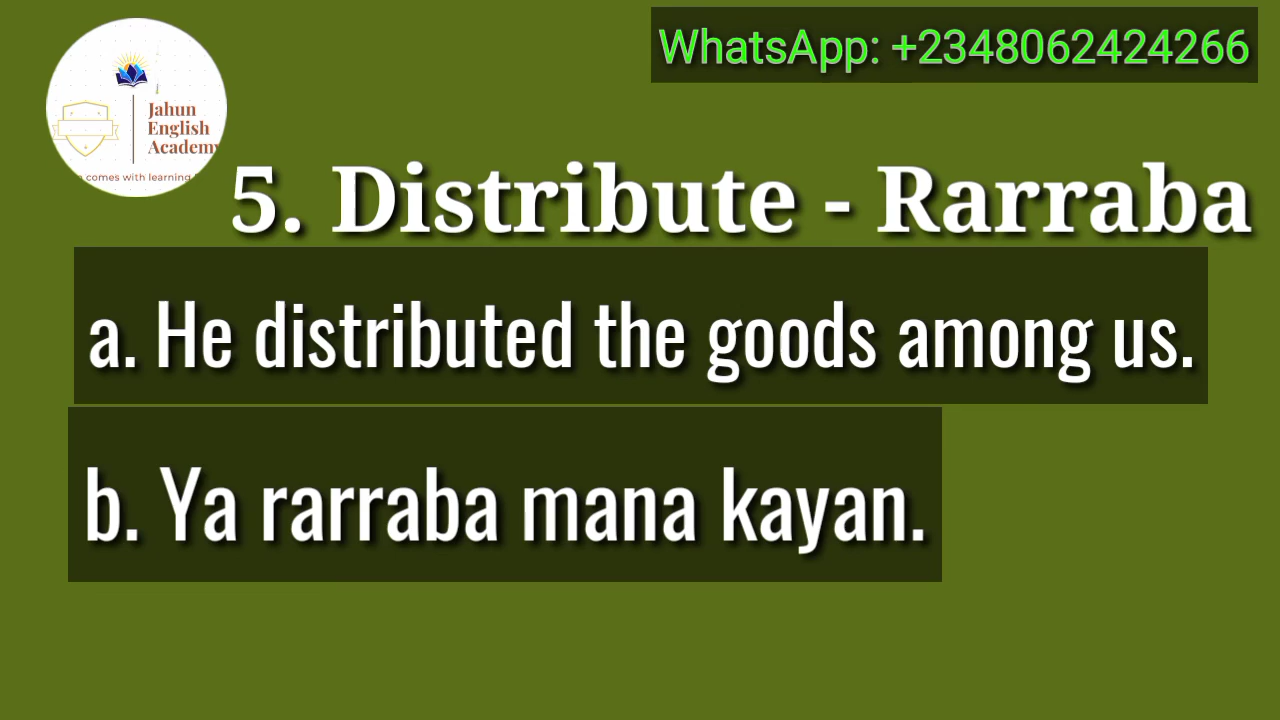 WhatsApp: +2348062424266
Jahun
English
Academy
comes with learning
5. Distribute - Rarraba
a. He distributed the goods among us.
b. Ya rarraba mana kayan.